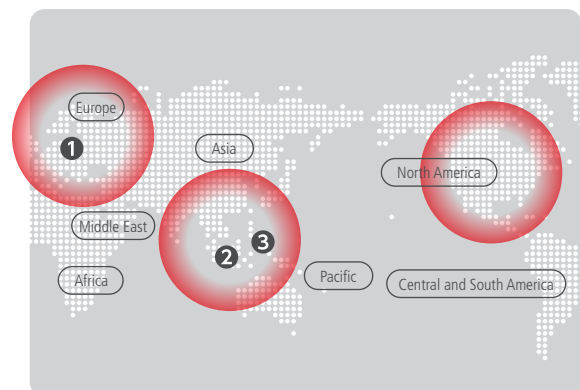 Europe
1
Asia
North America
Middle East
2
3
Africa
Pacific
Central and South America